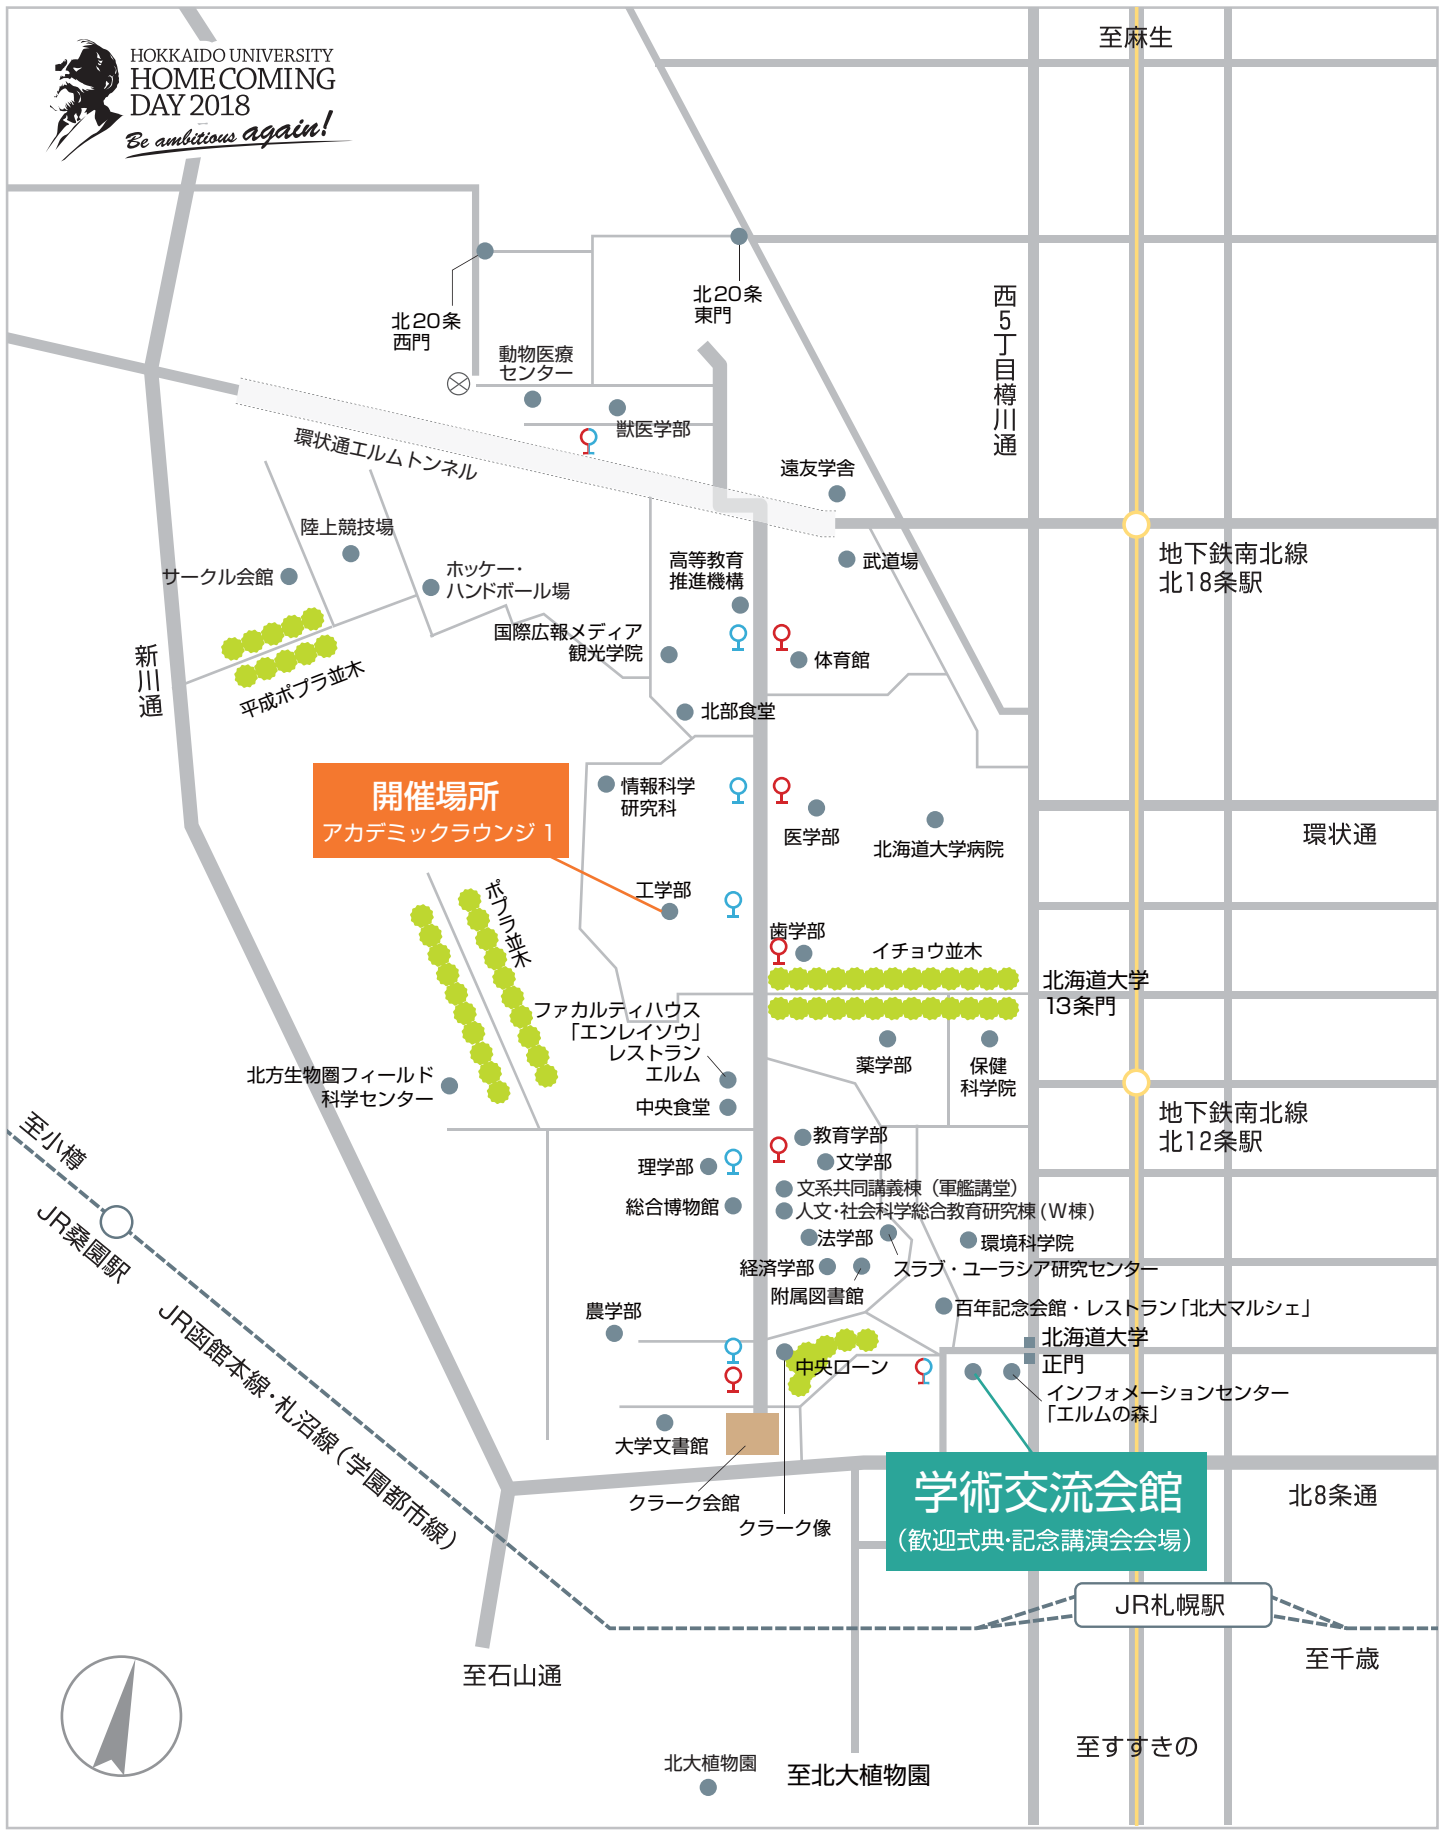 HOKKAIDO UNIVERSITY
HOME COMING
DAY 2018
Be ambitious again!
至麻生
北20条
西門
北20条
東門
西5丁目樽川通
動物医療
センター
獣医学部
環状通エルムトンネル
遠友学舎
陸上競技場
サークル会館
ホッケー・
ハンドボール場
高等教育
推進機構
武道場
地下鉄南北線
北18条駅
国際広報メディア
観光学院
体育館
新川通
平成ポプラ並木
北部食堂
開催場所
アカデミックラウンジ 1
情報科学
研究科
医学部
北海道大学病院
環状通
工学部
ポプラ並木
歯学部
イチョウ並木
北海道大学
13条門
ファカルティハウス
「エンレイソウ」
レストラン
エルム
薬学部
保健
科学院
北方生物圏フィールド
科学センター
中央食堂
地下鉄南北線
北12条駅
至小樽
教育学部
文学部
理学部
文系共同講義棟（軍艦講堂）
総合博物館
人文・社会科学総合教育研究棟(W棟)
JR桑園駅
法学部
環境科学院
経済学部
スラブ・ユーラシア研究センター
附属図書館
農学部
百年記念会館・レストラン「北大マルシェ」
JR函館本線・札沼線（学園都市線）
北海道大学
正門
中央ローン
インフォメーションセンター
「エルムの森」
大学文書館
学術交流会館
（歓迎式典・記念講演会会場）
クラーク会館
クラーク像
北8条通
JR札幌駅
至千歳
至石山通
至すすきの
北大植物園
至北大植物園